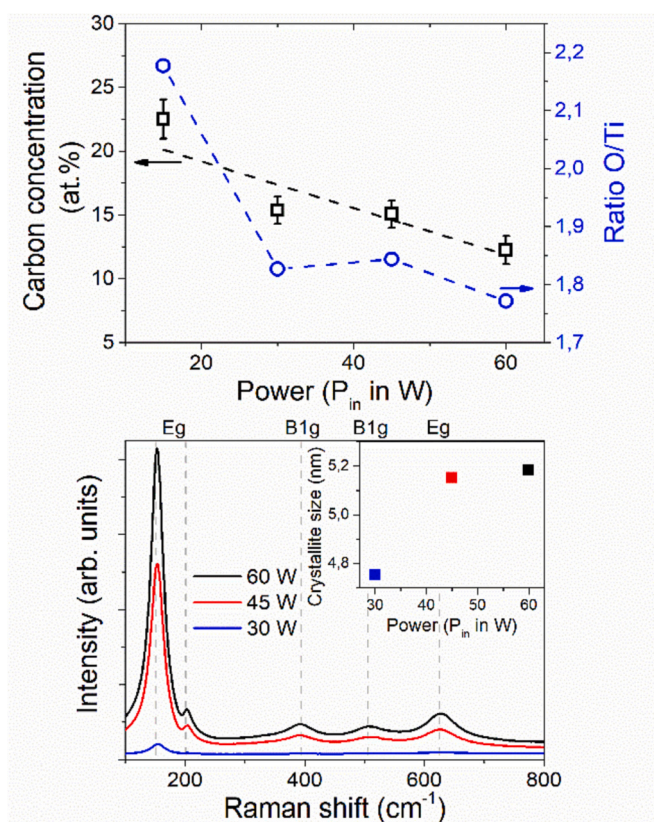 30
25
20
15
10
5
Carbon concentration
(at.%)
2,2
2,1
2,0
1,9
1,8
1,7
Ratio O/Ti
20 40 60
Power (P_in in W)
Eg B1g B1g Eg
Intensity (arb. units)
60 W
45 W
30 W
5,2
5,0
4,8
Crystallite size (nm)
30 40 50 60
Power (P_in in W)
200 400 600 800
Raman shift (cm⁻¹)